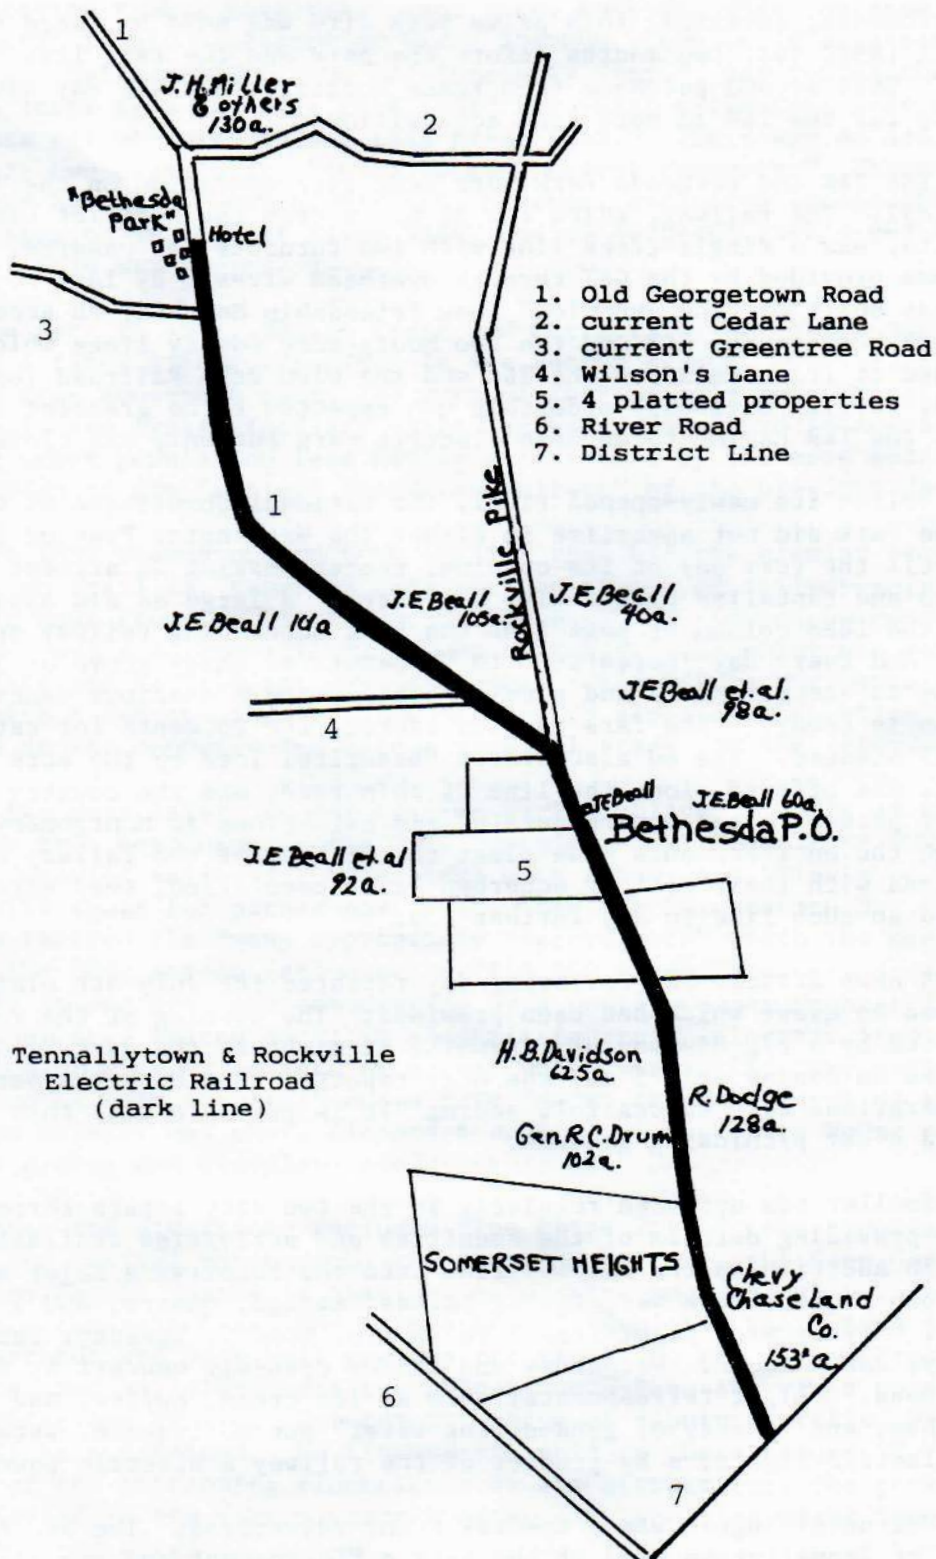 1
J.H. Miller
& others
130a.
2
"Bethesda
Park"
Hotel
3
1. Old Georgetown Road
2. current Cedar Lane
3. current Greentree Road
4. Wilson's Lane
5. 4 platted properties
6. River Road
7. District Line
Rockville Pike
1
J.E Beall
J.E Beall 103a.
J.E Beall
40a.
4
J.E Beall et. al.
98a.
J.E Beall
J.E Beall 60a.
Bethesda P.O.
J.E Beall et al
92a.
5
Tennallytown & Rockville
Electric Railroad
(dark line)
H.B. Davidson
625a.
R. Dodge
128a.
Gen R.C. Drum
102a.
SOMERSET HEIGHTS
Chevy
Chase Land
Co.
6
7